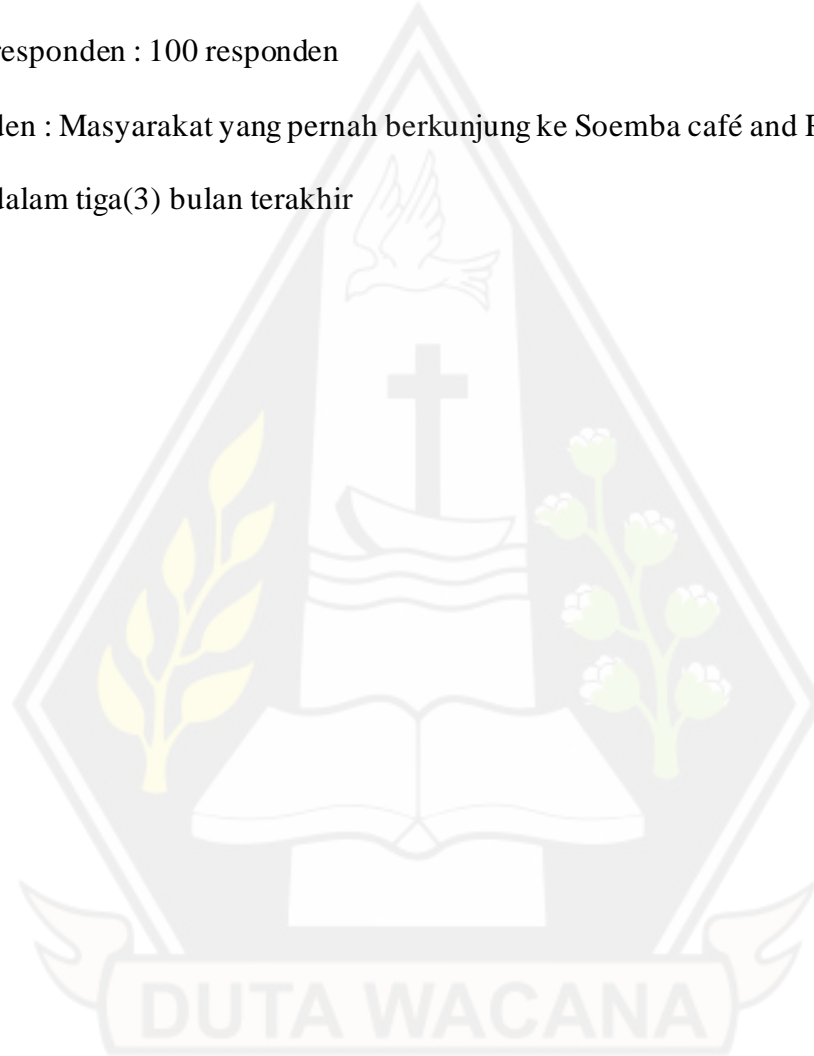 responden : 100 responden
den : Masyarakat yang pernah berkunjung ke Soemba café and
dalam tiga(3) bulan terakhir
DUTA WACANA